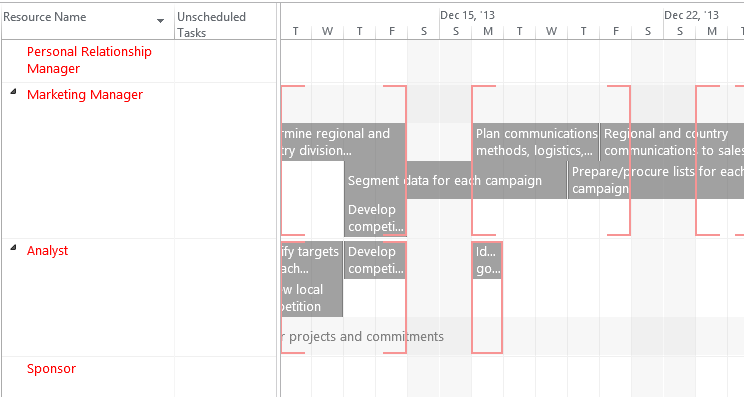 Resource Name
Unscheduled
Tasks
Dec 15, '13
Dec 22, '13
T W T F S S M T W T F S S M T
Personal Relationship
Manager
Marketing Manager
rmine regional and
try division...
Plan communications
methods, logistics,...
Regional and country
communications to sales
Segment data for each campaign
Prepare/procure lists for each
campaign
Develop
competi...
Analyst
ify targets
ach...
Develop
competi...
Id...
go...
w local
petition
r projects and commitments
Sponsor